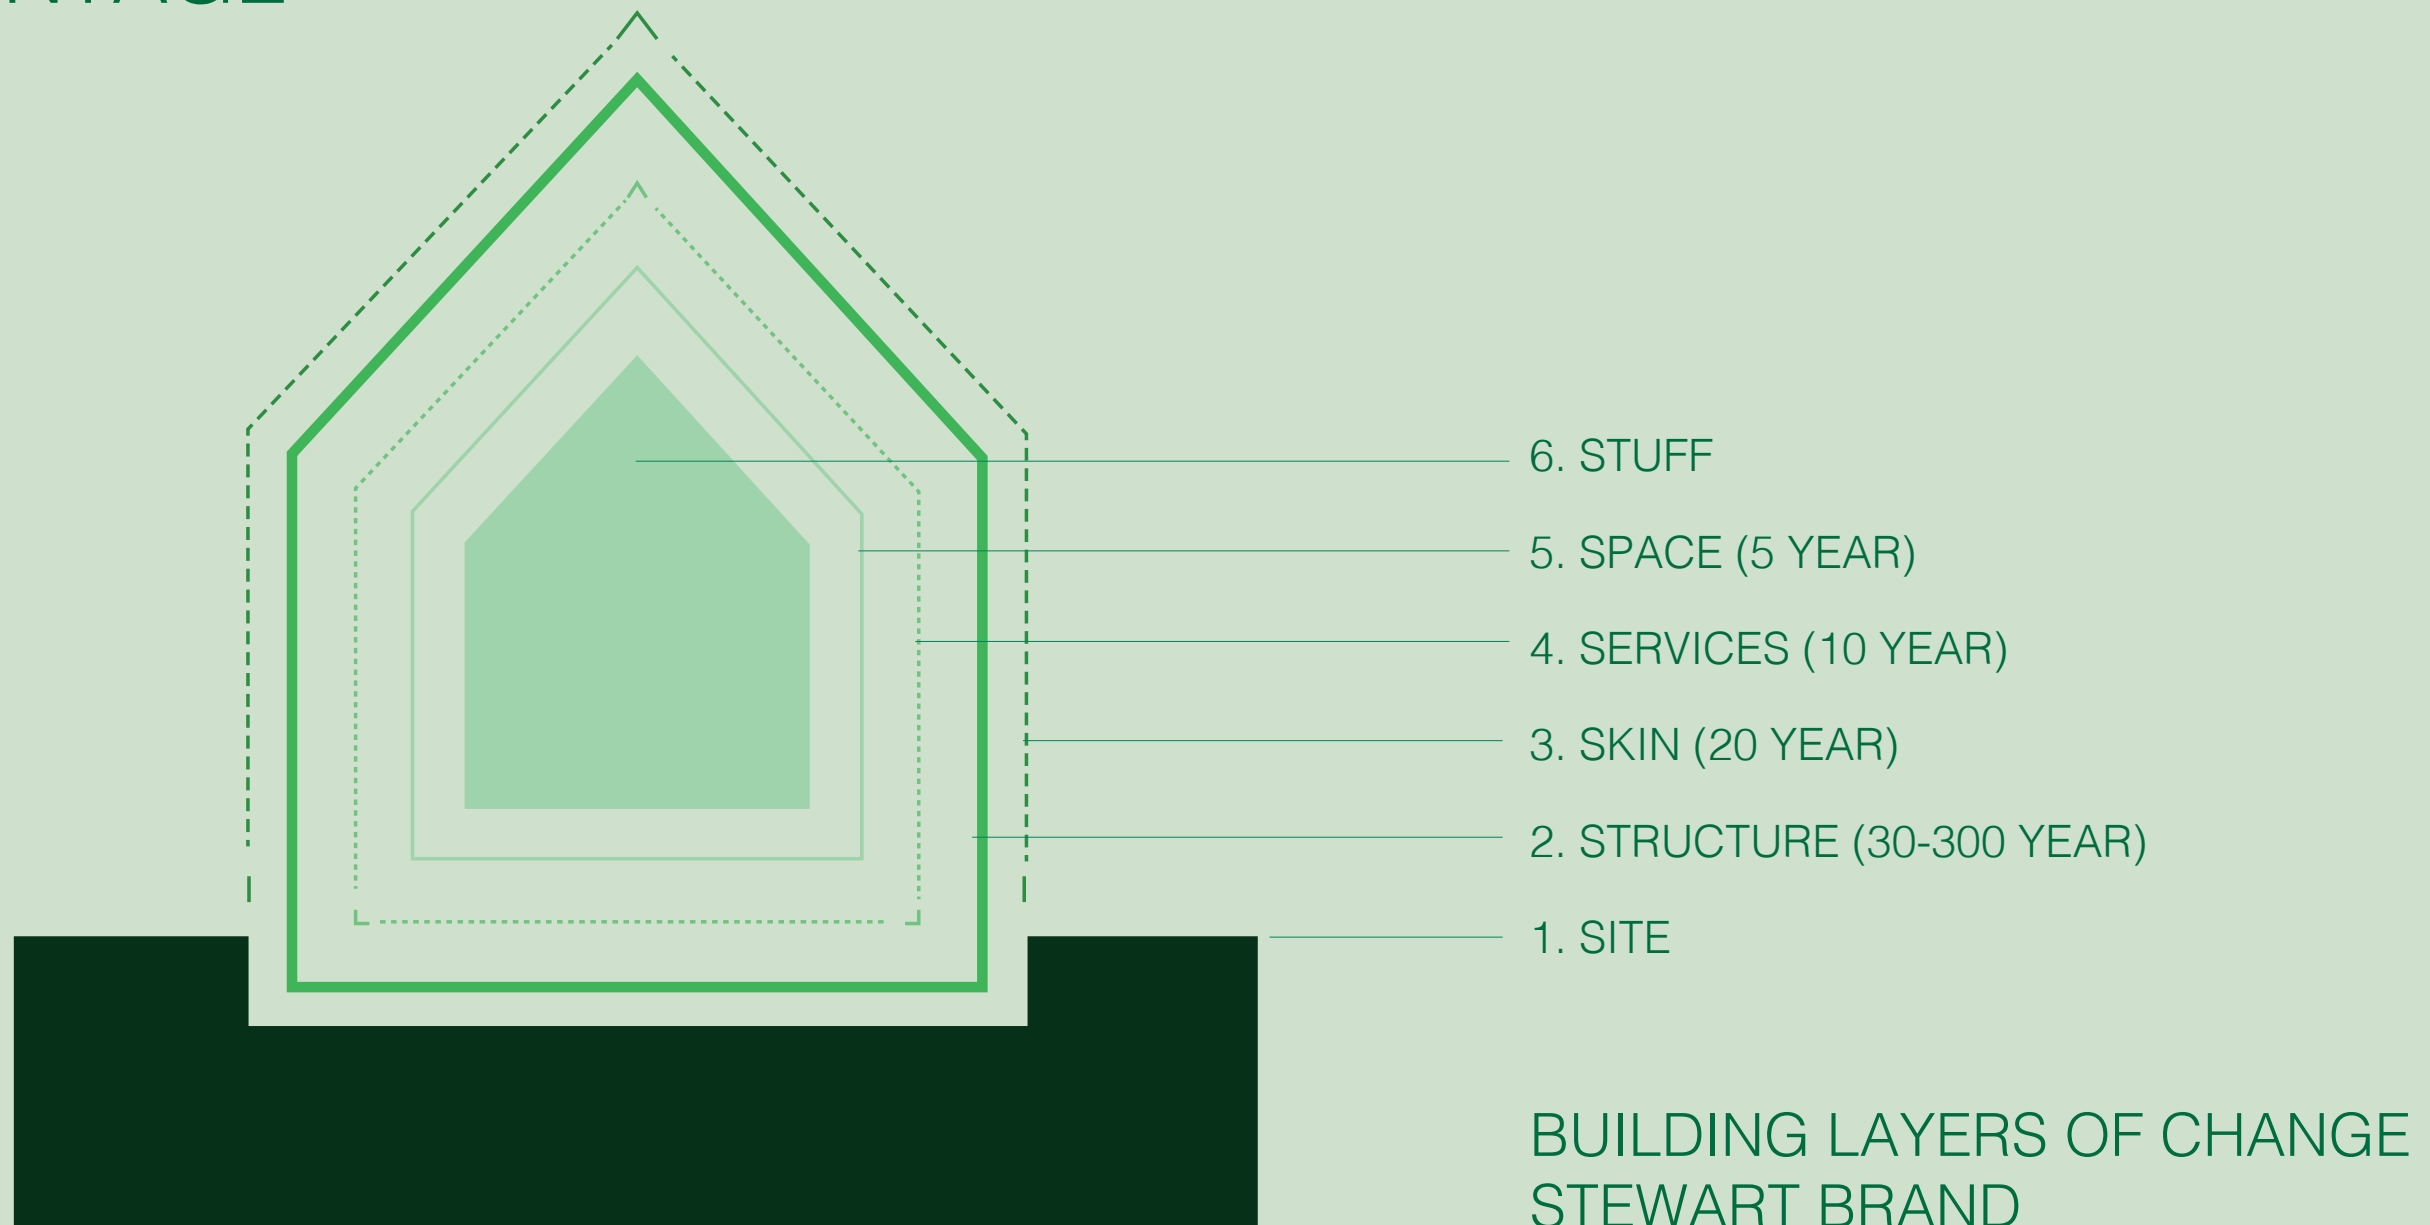 6. STUFF
5. SPACE (5 YEAR)
4. SERVICES (10 YEAR)
3. SKIN (20 YEAR)
2. STRUCTURE (30-300 YEAR)
1. SITE
BUILDING LAYERS OF CHANGE
STEWART BRAND